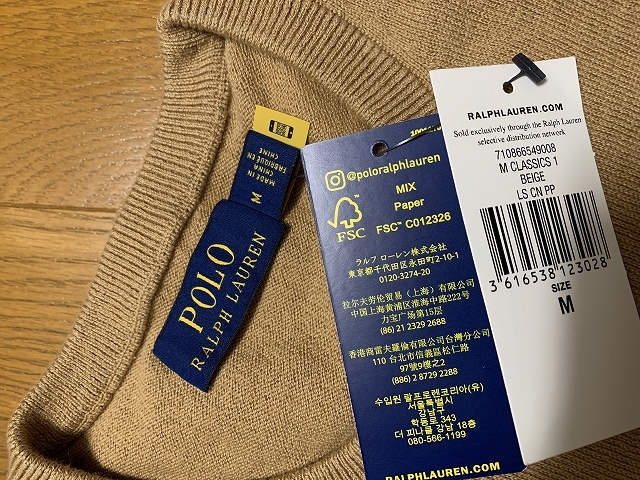 MADE IN
CHINA
FABRIQUÉ EN
CHINE
M
POLO
RALPH LAUREN
@poloralphlauren
FSC
MIX
Paper
FSC™ C012326
ラルフ ローレン株式会社
東京都千代田区永田町2-10-1
0120-3274-20
拉尔夫劳伦贸易（上海）有限公司
中国上海黄浦区淮海中路222号
力宝广场第15层
(86) 21 2329 2688
香港商雷夫羅倫有限公司台灣分公司
110 台北市信義區松仁路
97號9樓之2
(886) 2 8729 2288
수입원 랄프로렌코리아(유)
서울특별시
강남구
학동로 343
더 피나클 강남 18층
080-566-1199
RALPHLAUREN.COM
RALPHLAUREN.COM
Sold exclusively through the Ralph Lauren
selective distribution network
710866549008
M CLASSICS 1
BEIGE
LS CN PP
3 616538 123028
SIZE
M